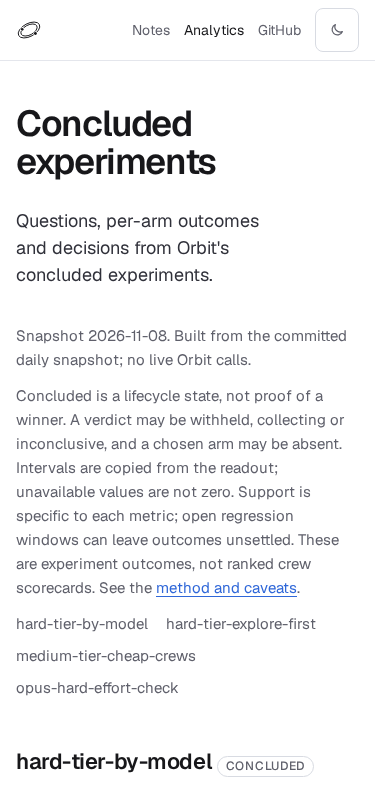 Notes Analytics GitHub
Concluded
experiments
Questions, per-arm outcomes
and decisions from Orbit's
concluded experiments.
Snapshot 2026-11-08. Built from the committed
daily snapshot; no live Orbit calls.
Concluded is a lifecycle state, not proof of a
winner. A verdict may be withheld, collecting or
inconclusive, and a chosen arm may be absent.
Intervals are copied from the readout;
unavailable values are not zero. Support is
specific to each metric; open regression
windows can leave outcomes unsettled. These
are experiment outcomes, not ranked crew
scorecards. See the method and caveats.
hard-tier-by-model hard-tier-explore-first
medium-tier-cheap-crews
opus-hard-effort-check
hard-tier-by-model CONCLUDED